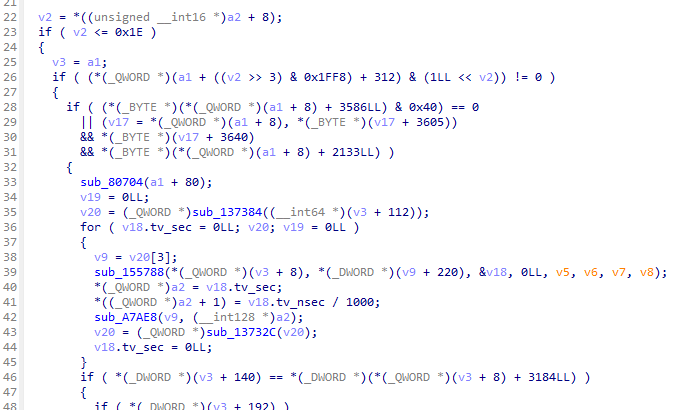 21
22 v2 = *((unsigned __int16 *)a2 + 8);
23 if ( v2 <= 0x1E )
24 {
25 v3 = a1;
26 if ( (*(_QWORD *)(a1 + ((v2 >> 3) & 0x1FF8) + 312) & (1LL << v2)) != 0 )
27 {
28 if ( (*(_BYTE *)(*(_QWORD *)(a1 + 8) + 3586LL) & 0x40) == 0
29 || (v17 = *(_QWORD *)(a1 + 8), *(_BYTE *)(v17 + 3605))
30 && *(_BYTE *)(v17 + 3640)
31 && *(_BYTE *)(*(_QWORD *)(a1 + 8) + 2133LL) )
32 {
33 sub_80704(a1 + 80);
34 v19 = 0LL;
35 v20 = (_QWORD *)sub_137384((__int64 *)(v3 + 112));
36 for ( v18.tv_sec = 0LL; v20; v19 = 0LL )
37 {
38 v9 = v20[3];
39 sub_155788(*(_QWORD *)(v3 + 8), *(_DWORD *)(v9 + 220), &v18, 0LL, v5, v6, v7, v8);
40 *(_QWORD *)a2 = v18.tv_sec;
41 *((_QWORD *)a2 + 1) = v18.tv_nsec / 1000;
42 sub_A7AE8(v9, (__int128 *)a2);
43 v20 = (_QWORD *)sub_13732C(v20);
44 v18.tv_sec = 0LL;
45 }
46 if ( *(_DWORD *)(v3 + 140) == *(_DWORD *)(*(_QWORD *)(v3 + 8) + 3184LL) )
47 {
48 if ( *(_DWORD *)(v3 + 192) )